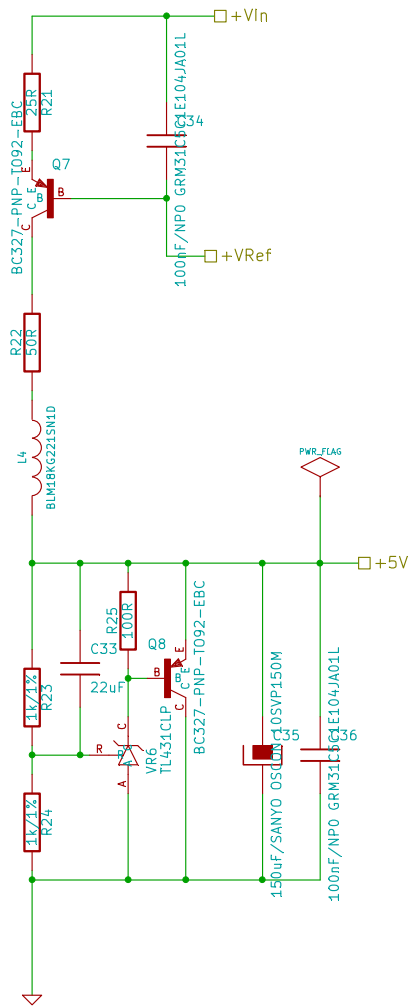 +Vin
25R
R21
C34
100nF/NP0 GRM31C5C1E104JA01L
Q7
E
B
C
E
B
C
BC327-PNP-TO92-EBC
+VRef
R22
50R
L4
BLM18KG221SN1D
PWR_FLAG
+5V
R25
100R
Q8
E
B
C
E
B
C
BC327-PNP-TO92-EBC
C33
22uF
1k/1%
R23
R
C
A
R
A
VR6
TL431CLP
C35
150uF/SANYO OSCON 10SVP150M
C36
100nF/NP0 GRM31C5C1E104JA01L
1k/1%
R24